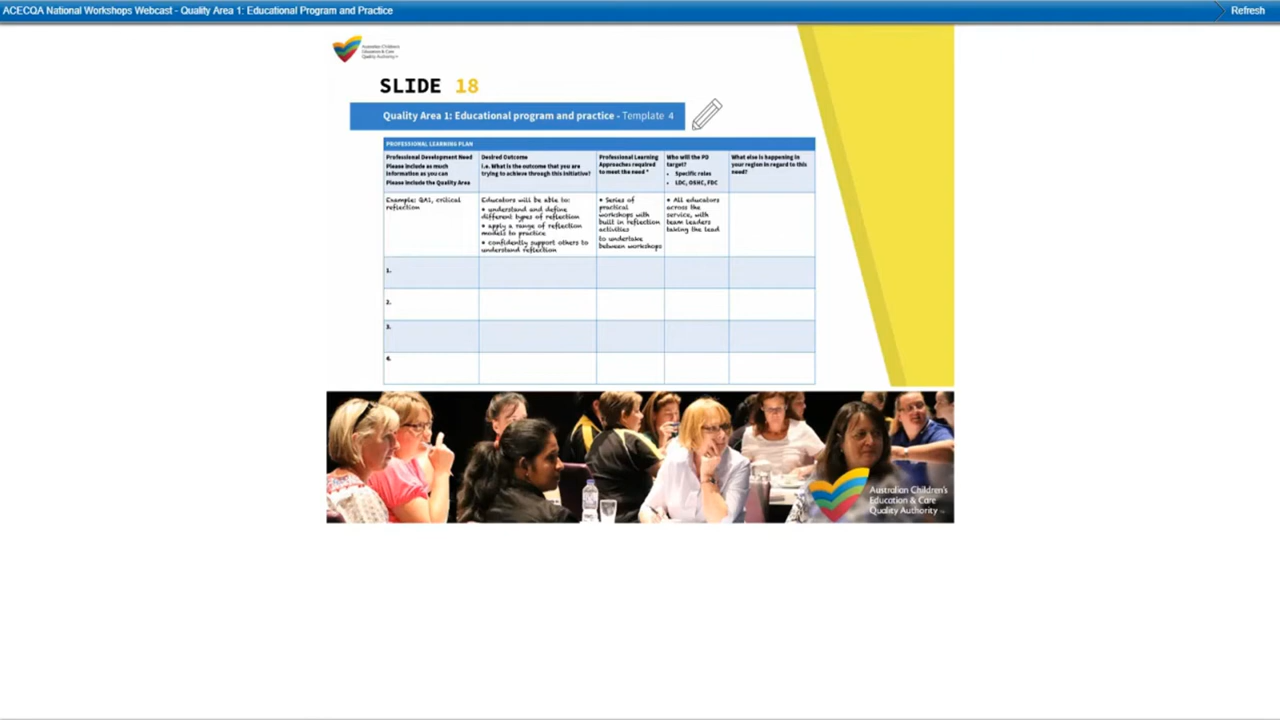 ACECQA National Workshops Webcast - Quality Area 1: Educational Program and Practice
Refresh
Australian Children's
Education & Care
Quality Authority™
SLIDE 18
Quality Area 1: Educational program and practice - Template 4
PROFESSIONAL LEARNING PLAN
Professional Development Need
Please include as much
information as you can
Please include the Quality Area
Desired Outcome
i.e. What is the outcome that you are
trying to achieve through this initiative?
Professional Learning
Approaches required
to meet the need *
Who will the PD
target?
• Specific roles
• LDC, OSHC, FDC
What else is happening in
your region in regard to this
need?
Example: QA1, critical
reflection
Educators will be able to:
• understand and define
different types of reflection
• apply a range of reflection
models to practice
• confidently support others to
understand reflection
• Series of
practical
workshops with
built in reflection
activities
to undertake
between workshops
• All educators
across the
service, with
team leaders
taking the lead
1.
2.
3.
4.
Australian Children's
Education & Care
Quality Authority™